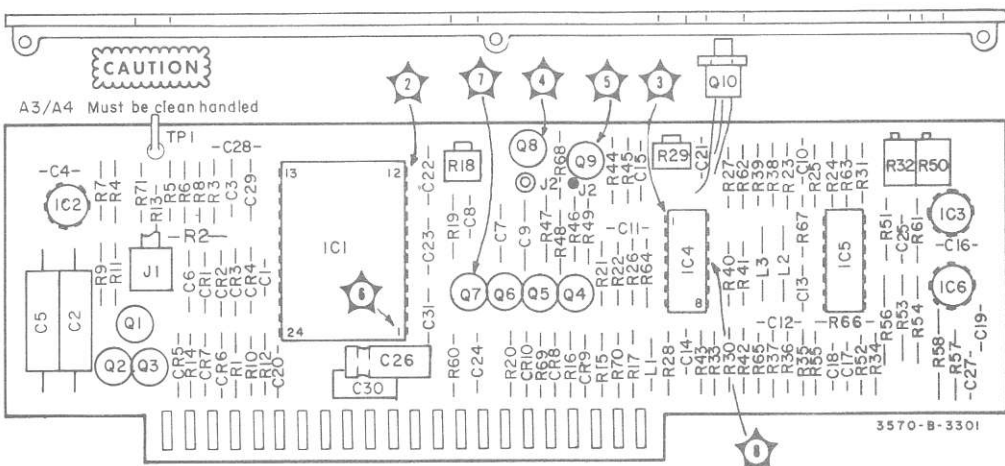 CAUTION
A3/A4 Must be clean handled
2
7
4
5
3
Q10
TP1
C4
IC2
R7
R4
R71
R13
R5
R6
R8
R3
C3
C28
C29
R2
13
12
IC1
24
1
6
C22
R18
R19
C8
C23
C31
C7
C9
Q8
J2
R68
Q9
J2
R47
R48
R46
R49
R44
R45
C15
C11
R29
C21
R27
R62
R39
R38
R23
C10
R25
R24
R63
R31
R32
R50
IC3
C16
R51
C25
R61
R9
R11
J1
C6
CR1
CR2
CR3
CR4
C1
Q7
Q6
Q5
Q4
R21
R22
R26
R64
1
IC4
8
R40
R41
L3
L2
C13
R67
IC5
IC6
C5
C2
Q1
Q2
Q3
CR5
R14
CR7
CR6
R1
R10
R12
C20
C26
C30
R60
C24
R20
CR10
R69
CR8
R16
CR9
R15
R70
R17
L1
R28
C14
R43
R33
R30
R42
R65
R37
R36
C12
R35
R52
R55
C18
C17
R52
R34
R66
R56
R53
R54
R58
R57
C27
C19
8
3570-B-3301